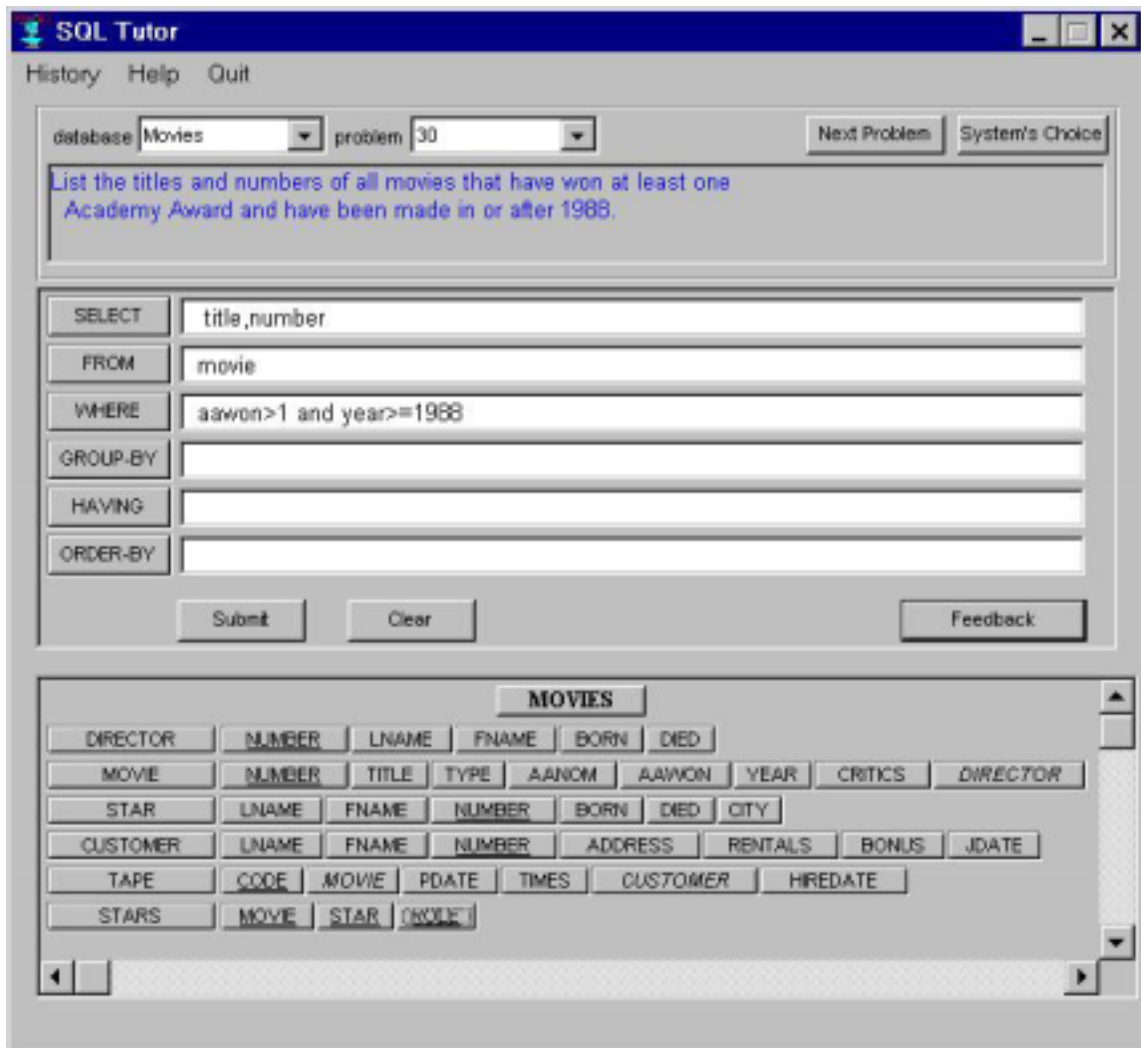 SQL Tutor
History Help Quit
database Movies problem 30 Next Problem System's Choice
List the titles and numbers of all movies that have won at least one
Academy Award and have been made in or after 1988.
SELECT title,number
FROM movie
WHERE aawon>1 and year>=1988
GROUP-BY
HAVING
ORDER-BY
Submit Clear Feedback
MOVIES
DIRECTOR NUMBER LNAME FNAME BORN DIED
MOVIE NUMBER TITLE TYPE AANOM AAWON YEAR CRITICS DIRECTOR
STAR LNAME FNAME NUMBER BORN DIED CITY
CUSTOMER LNAME FNAME NUMBER ADDRESS RENTALS BONUS JDATE
TAPE CODE MOVIE PDATE TIMES CUSTOMER HIREDATE
STARS MOVIE STAR ROLE